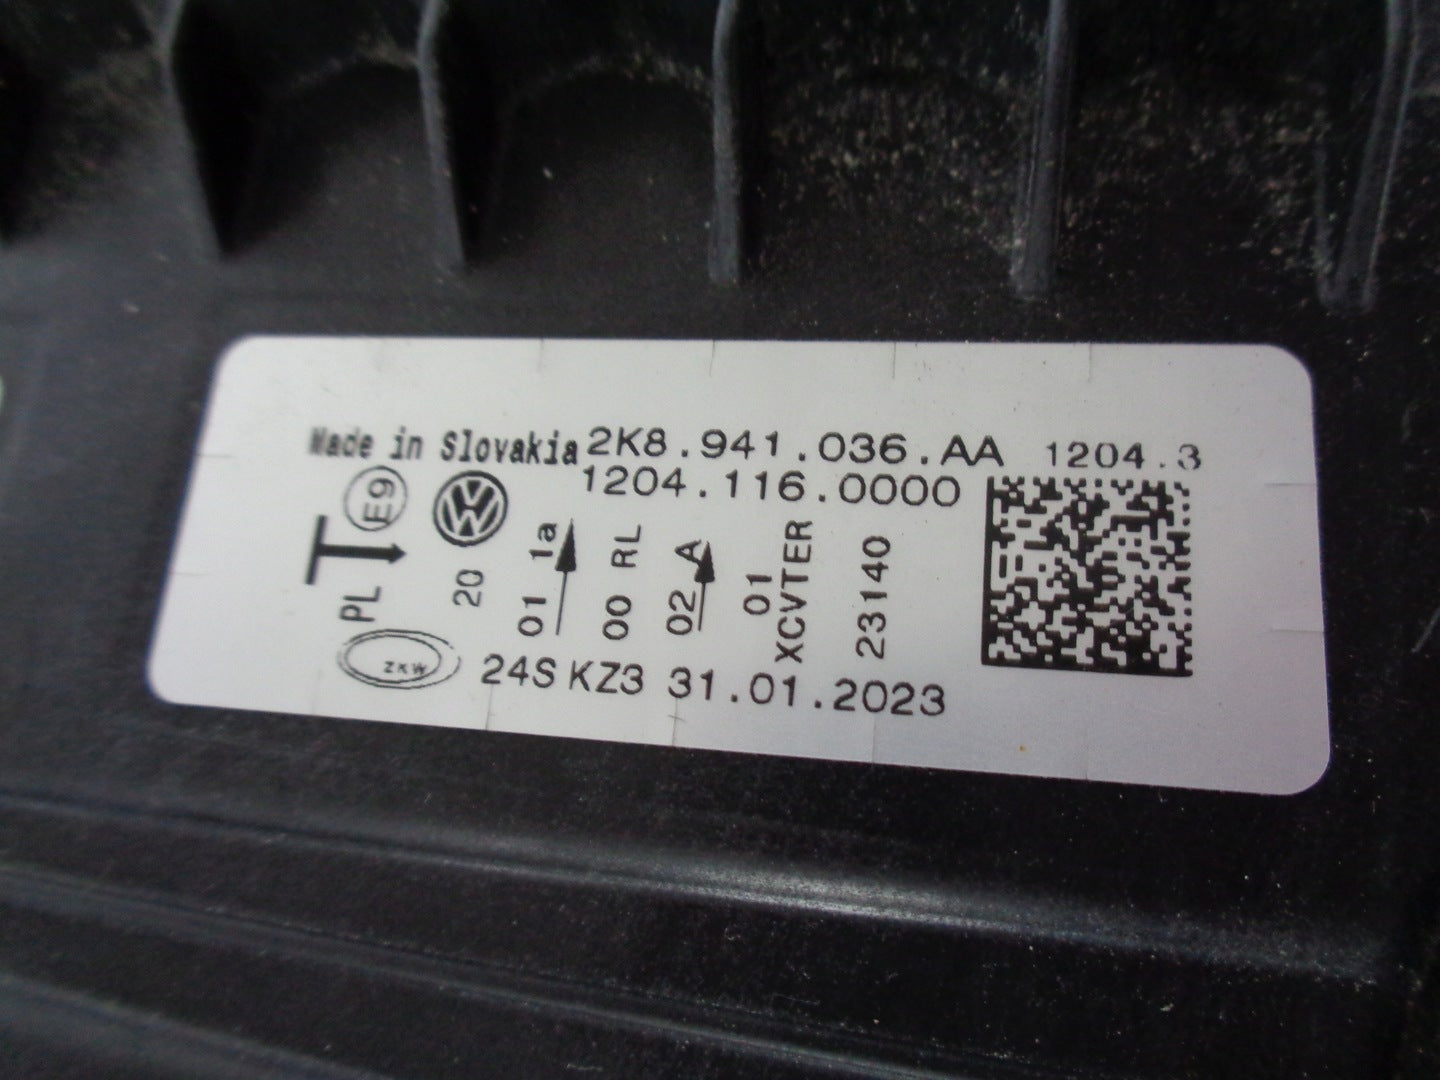 Made in Slovakia 2K8.941.036.AA 1204.3
1204.116.0000
E9
PL
20
01 1a
00 RL
02 A
01
XCVTER
23140
ZKW
24S KZ3 31.01.2023